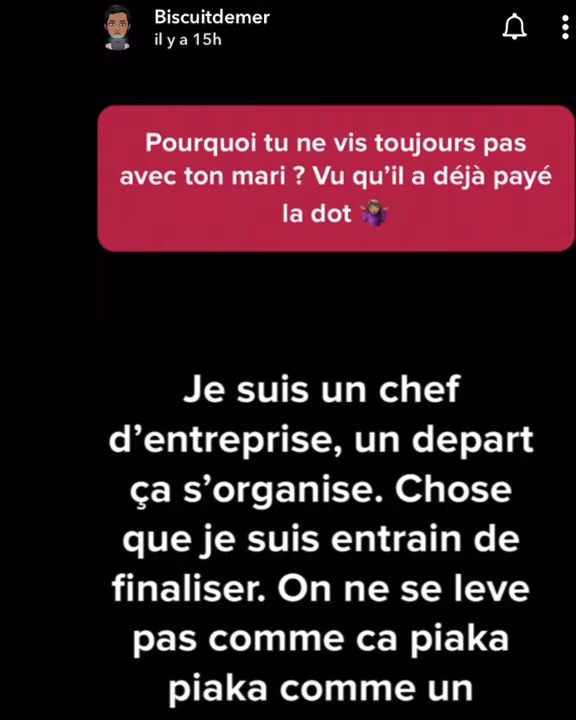 Biscuitdemer
il y a 15h
Pourquoi tu ne vis toujours pas
avec ton mari ? Vu qu'il a déjà payé
la dot 🤷🏾‍♀️
Je suis un chef
d'entreprise, un depart
ça s'organise. Chose
que je suis entrain de
finaliser. On ne se leve
pas comme ca piaka
piaka comme un